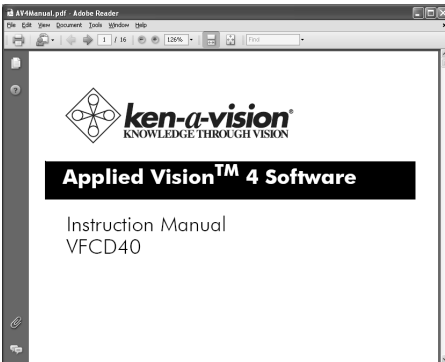 AV4Manual.pdf - Adobe Reader
File Edit View Document Tools Window Help
1 / 16 126% Find
ken-a-vision®
KNOWLEDGE THROUGH VISION
Applied Vision™ 4 Software
Instruction Manual
VFCD40